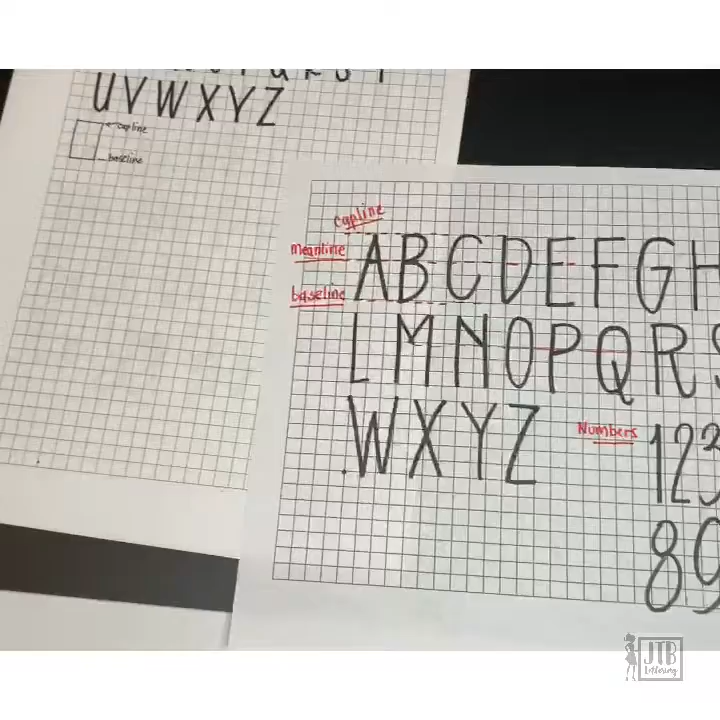 UVWXYZ
capline
baseline
capline
meanline
baseline
ABCDEFGH
LMNOPQRS
WXYZ
Numbers
123
89
JTB
Lettering